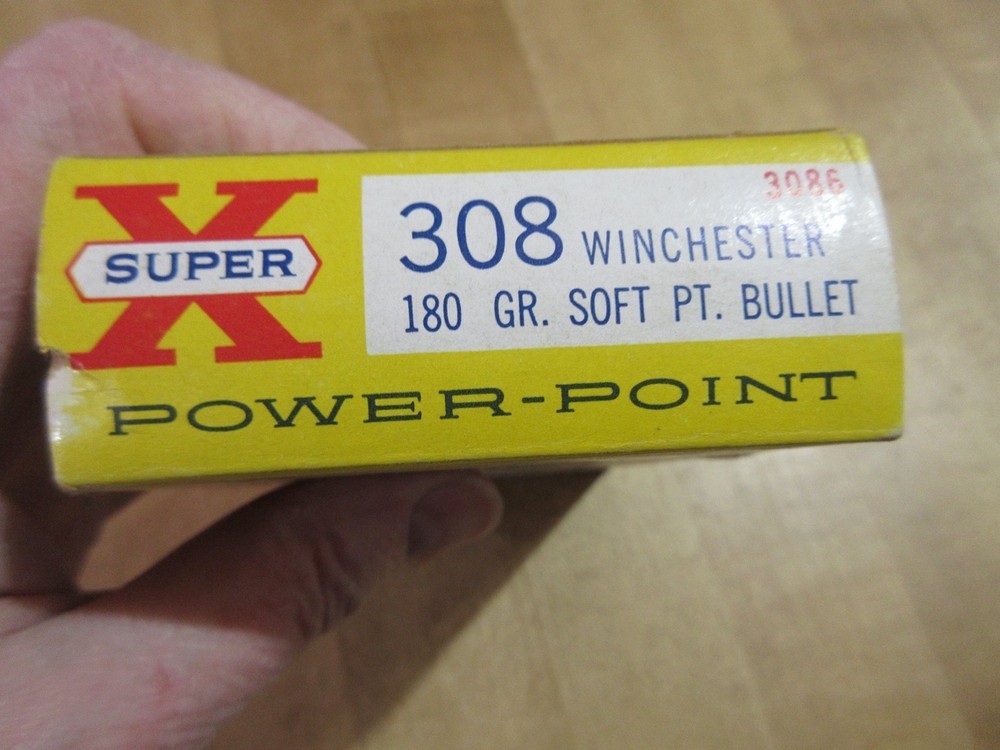 SUPER X
3086
308 WINCHESTER
180 GR. SOFT PT. BULLET
POWER-POINT